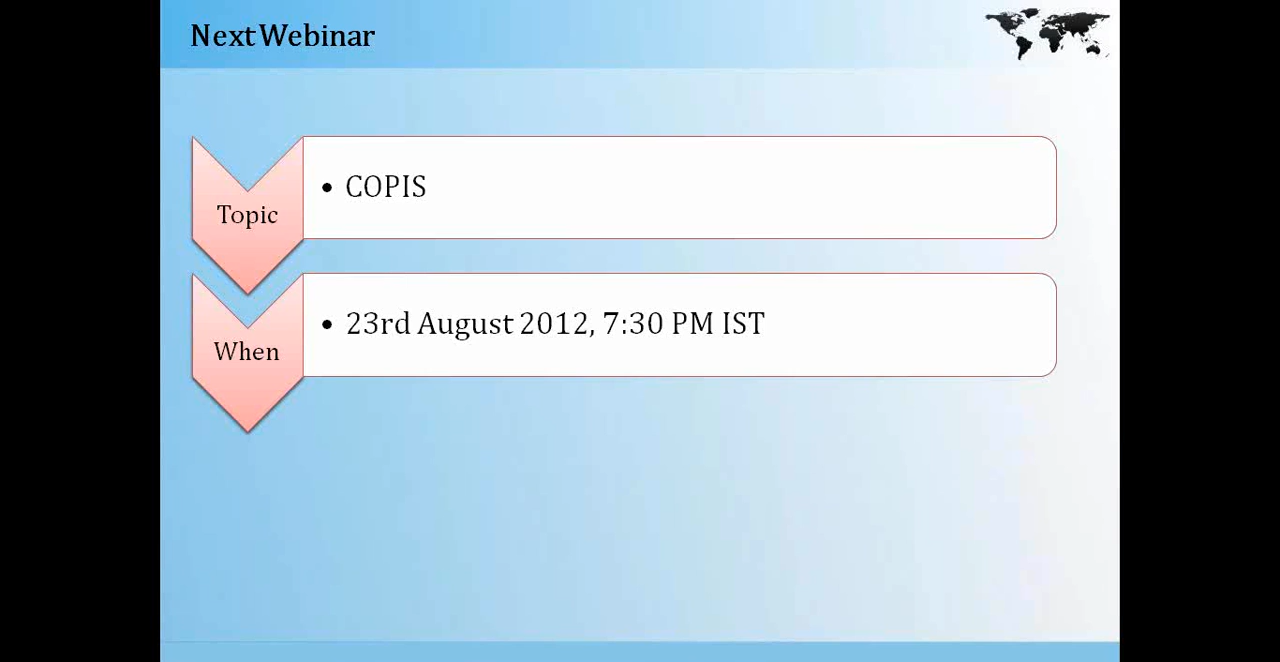 Next Webinar
Topic
• COPIS
When
• 23rd August 2012, 7:30 PM IST